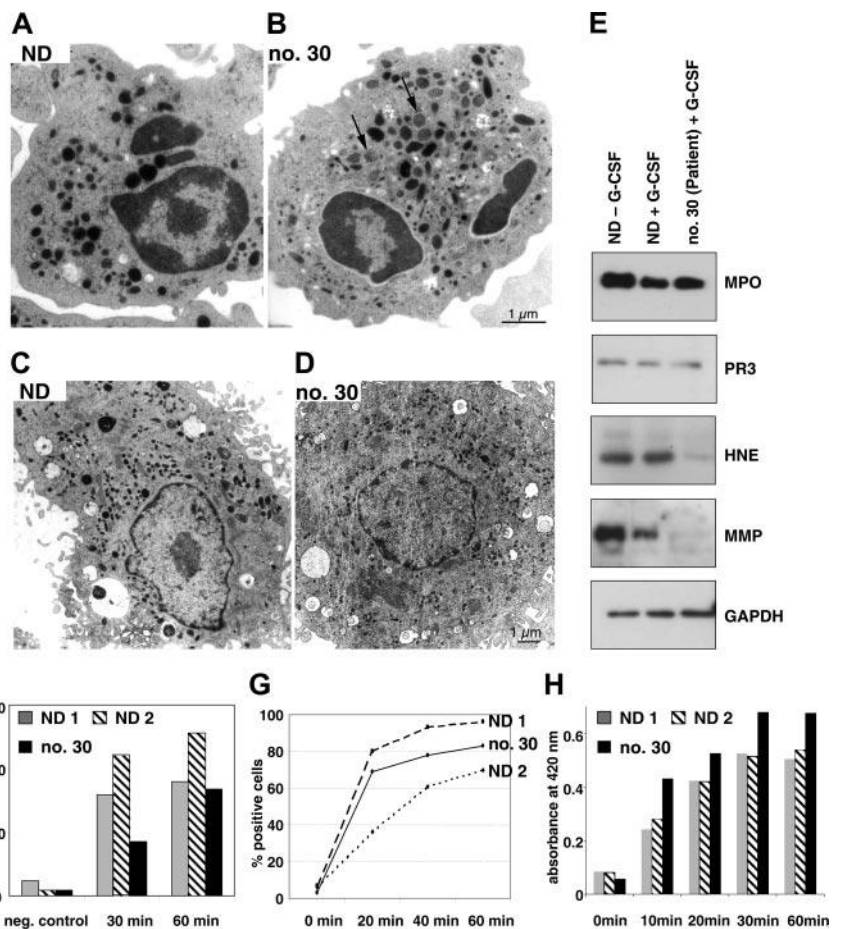 A
ND
B
no. 30
1 µm
C
ND
D
no. 30
1 µm
E
ND – G-CSF
ND + G-CSF
no. 30 (Patient) + G-CSF
MPO
PR3
HNE
MMP
GAPDH
ND 1 ND 2
no. 30
0
0
0
neg. control 30 min 60 min
G
% positive cells
100
80
60
40
20
0
ND 1
no. 30
ND 2
0 min 20 min 40 min 60 min
H
absorbance at 420 nm
ND 1 ND 2
no. 30
0.6
0.4
0.2
0
0min 10min 20min 30min 60min